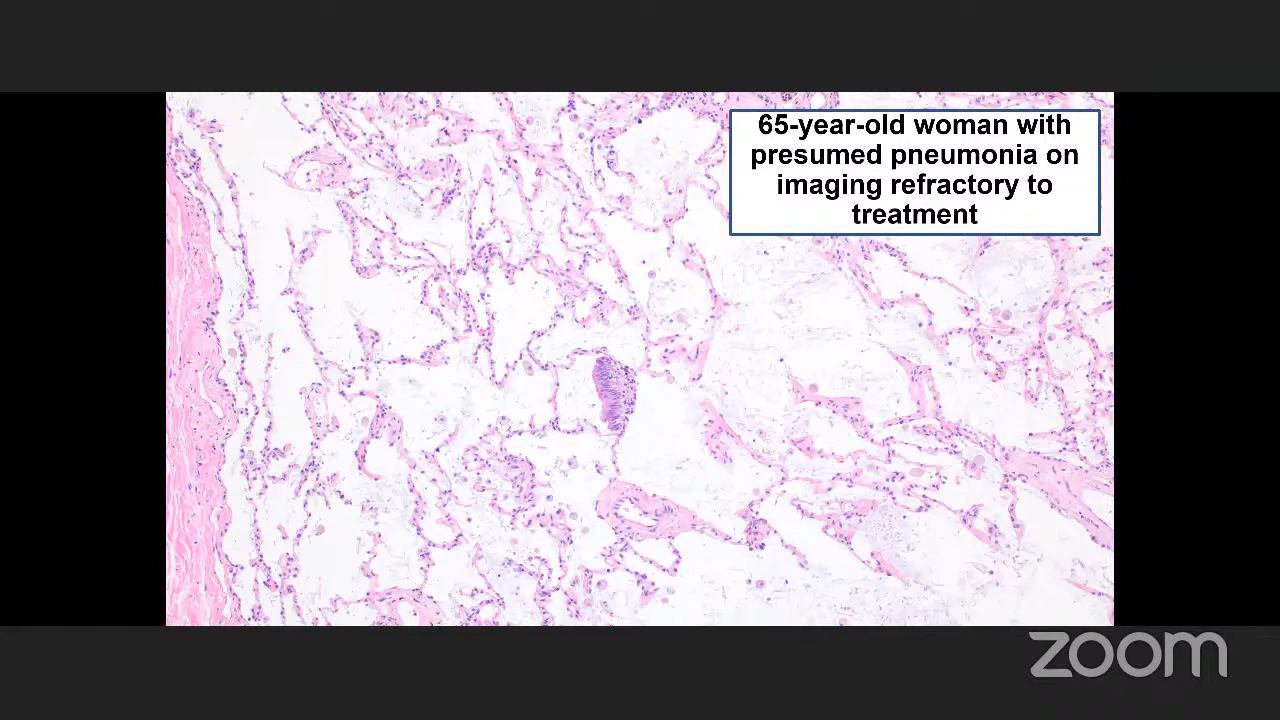 65-year-old woman with
presumed pneumonia on
imaging refractory to
treatment
zoom